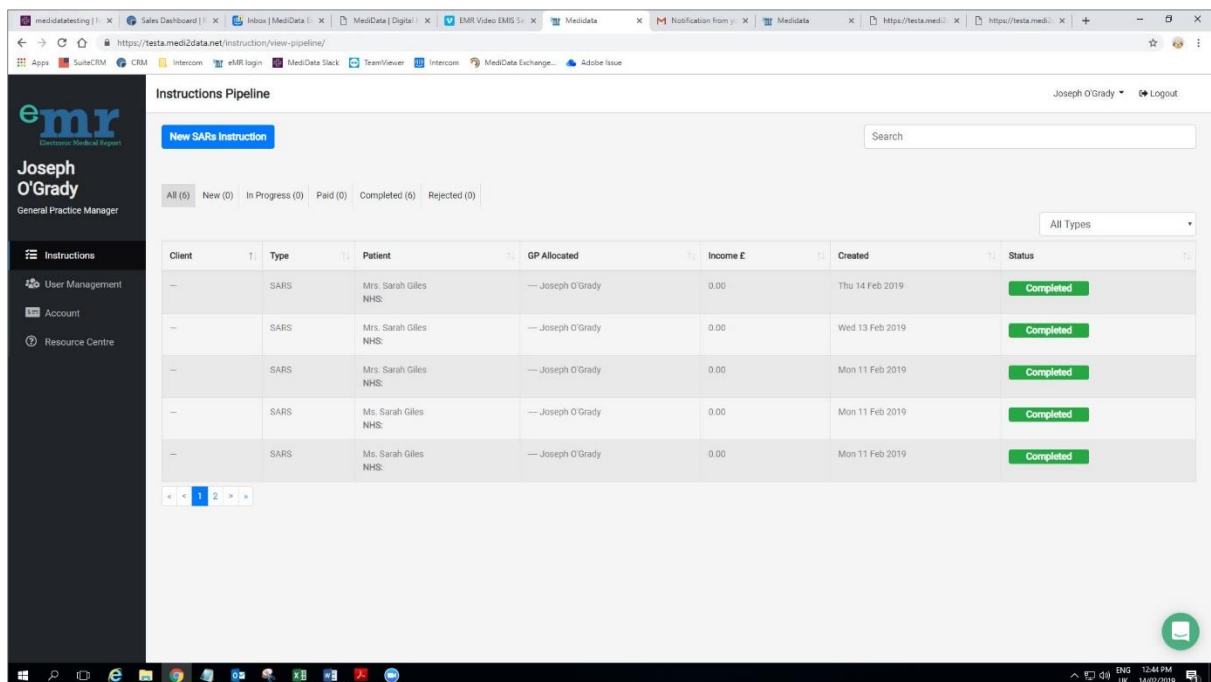 medidatatesting |
Sales Dashboard |
Inbox | MediData E
MediData | Digital
EMR Video EMIS
Medidata
Notification from
Medidata
https://testa.medi2
https://testa.medi2
https://testa.medi2data.net/instruction/view-pipeline/
Apps SuiteCRM CRM Intercom eMR login MediData Slack TeamViewer Intercom MediData Exchange... Adobe Issue
emr
Electronic Medical Report
Joseph
O'Grady
General Practice Manager
Instructions
User Management
Account
Resource Centre
Instructions Pipeline
Joseph O'Grady Logout
New SARs Instruction
Search
All (6) New (0) In Progress (0) Paid (0) Completed (6) Rejected (0)
All Types
Client Type Patient GP Allocated Income £ Created Status
— SARS Mrs. Sarah Giles — Joseph O'Grady 0.00 Thu 14 Feb 2019 Completed
NHS:
— SARS Mrs. Sarah Giles — Joseph O'Grady 0.00 Wed 13 Feb 2019 Completed
NHS:
— SARS Mrs. Sarah Giles — Joseph O'Grady 0.00 Mon 11 Feb 2019 Completed
NHS:
— SARS Ms. Sarah Giles — Joseph O'Grady 0.00 Mon 11 Feb 2019 Completed
NHS:
— SARS Ms. Sarah Giles — Joseph O'Grady 0.00 Mon 11 Feb 2019 Completed
NHS:
« < 1 2 > »
ENG 12:44 PM
UK 14/02/2019